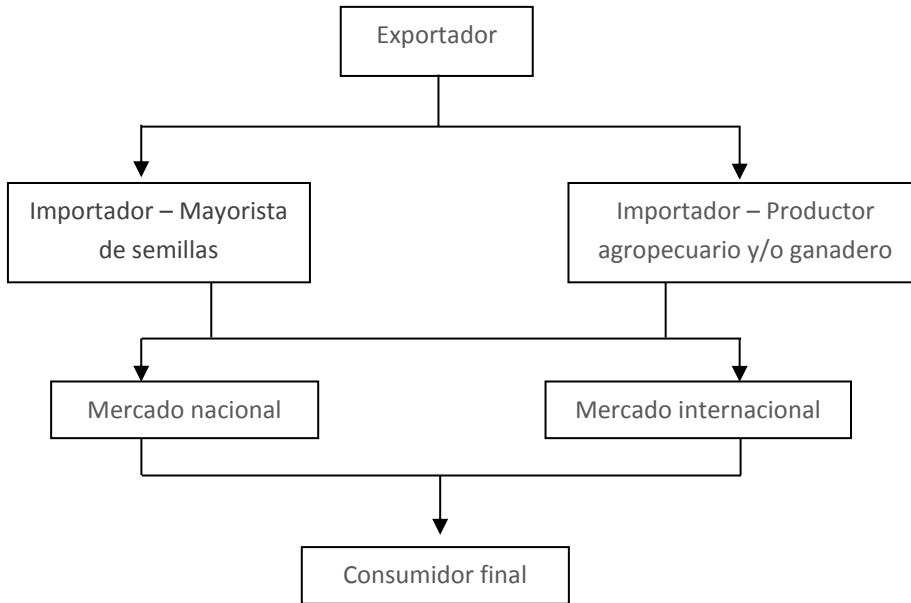 Exportador
Importador – Mayorista
de semillas
Importador – Productor
agropecuario y/o ganadero
Mercado nacional
Mercado internacional
Consumidor final